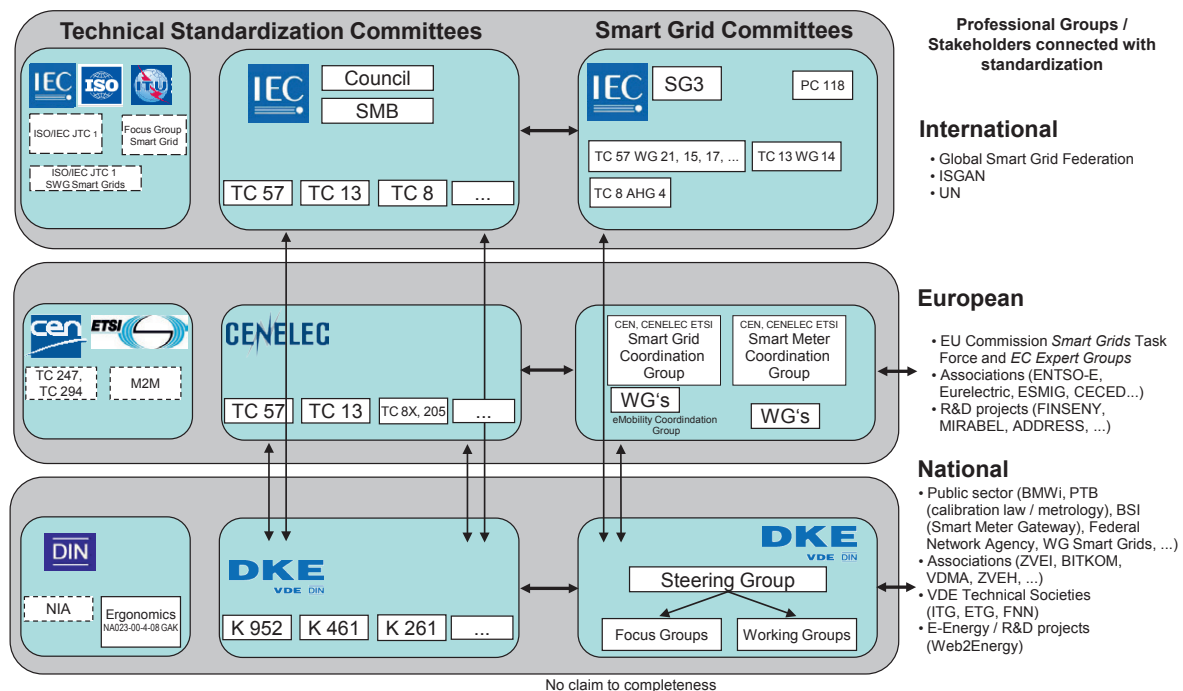 Technical Standardization Committees
Smart Grid Committees
Professional Groups /
Stakeholders connected with
standardization
IEC
ISO
ITU
ISO/IEC JTC 1
Focus Group
Smart Grid
ISO/IEC JTC 1
SWG Smart Grids
IEC
Council
SMB
TC 57
TC 13
TC 8
...
IEC
SG3
PC 118
TC 57 WG 21, 15, 17, ...
TC 13 WG 14
TC 8 AHG 4
International
• Global Smart Grid Federation
• ISGAN
• UN
cen
ETSI
TC 247,
TC 294
M2M
CENELEC
TC 57
TC 13
TC 8X, 205
...
CEN, CENELEC ETSI
Smart Grid
Coordination
Group
CEN, CENELEC ETSI
Smart Meter
Coordination
Group
WG's
eMobility Coordindation
Group
WG's
European
• EU Commission Smart Grids Task
Force and EC Expert Groups
• Associations (ENTSO-E,
Eurelectric, ESMIG, CECED...)
• R&D projects (FINSENY,
MIRABEL, ADDRESS, ...)
DIN
NIA
Ergonomics
NA023-00-4-08 GAK
DKE
VDE DIN
K 952
K 461
K 261
...
DKE
VDE DIN
Steering Group
Focus Groups
Working Groups
National
• Public sector (BMWi, PTB
(calibration law / metrology), BSI
(Smart Meter Gateway), Federal
Network Agency, WG Smart Grids, ...)
• Associations (ZVEI, BITKOM,
VDMA, ZVEH, ...)
• VDE Technical Societies
(ITG, ETG, FNN)
• E-Energy / R&D projects
(Web2Energy)
No claim to completeness